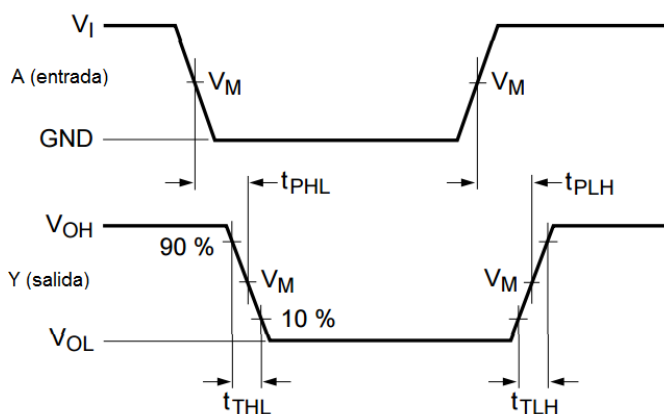 V_I
A (entrada)
V_M
V_M
GND
t_PHL
t_PLH
V_OH
90 %
Y (salida)
V_M
V_M
10 %
V_OL
t_THL
t_TLH